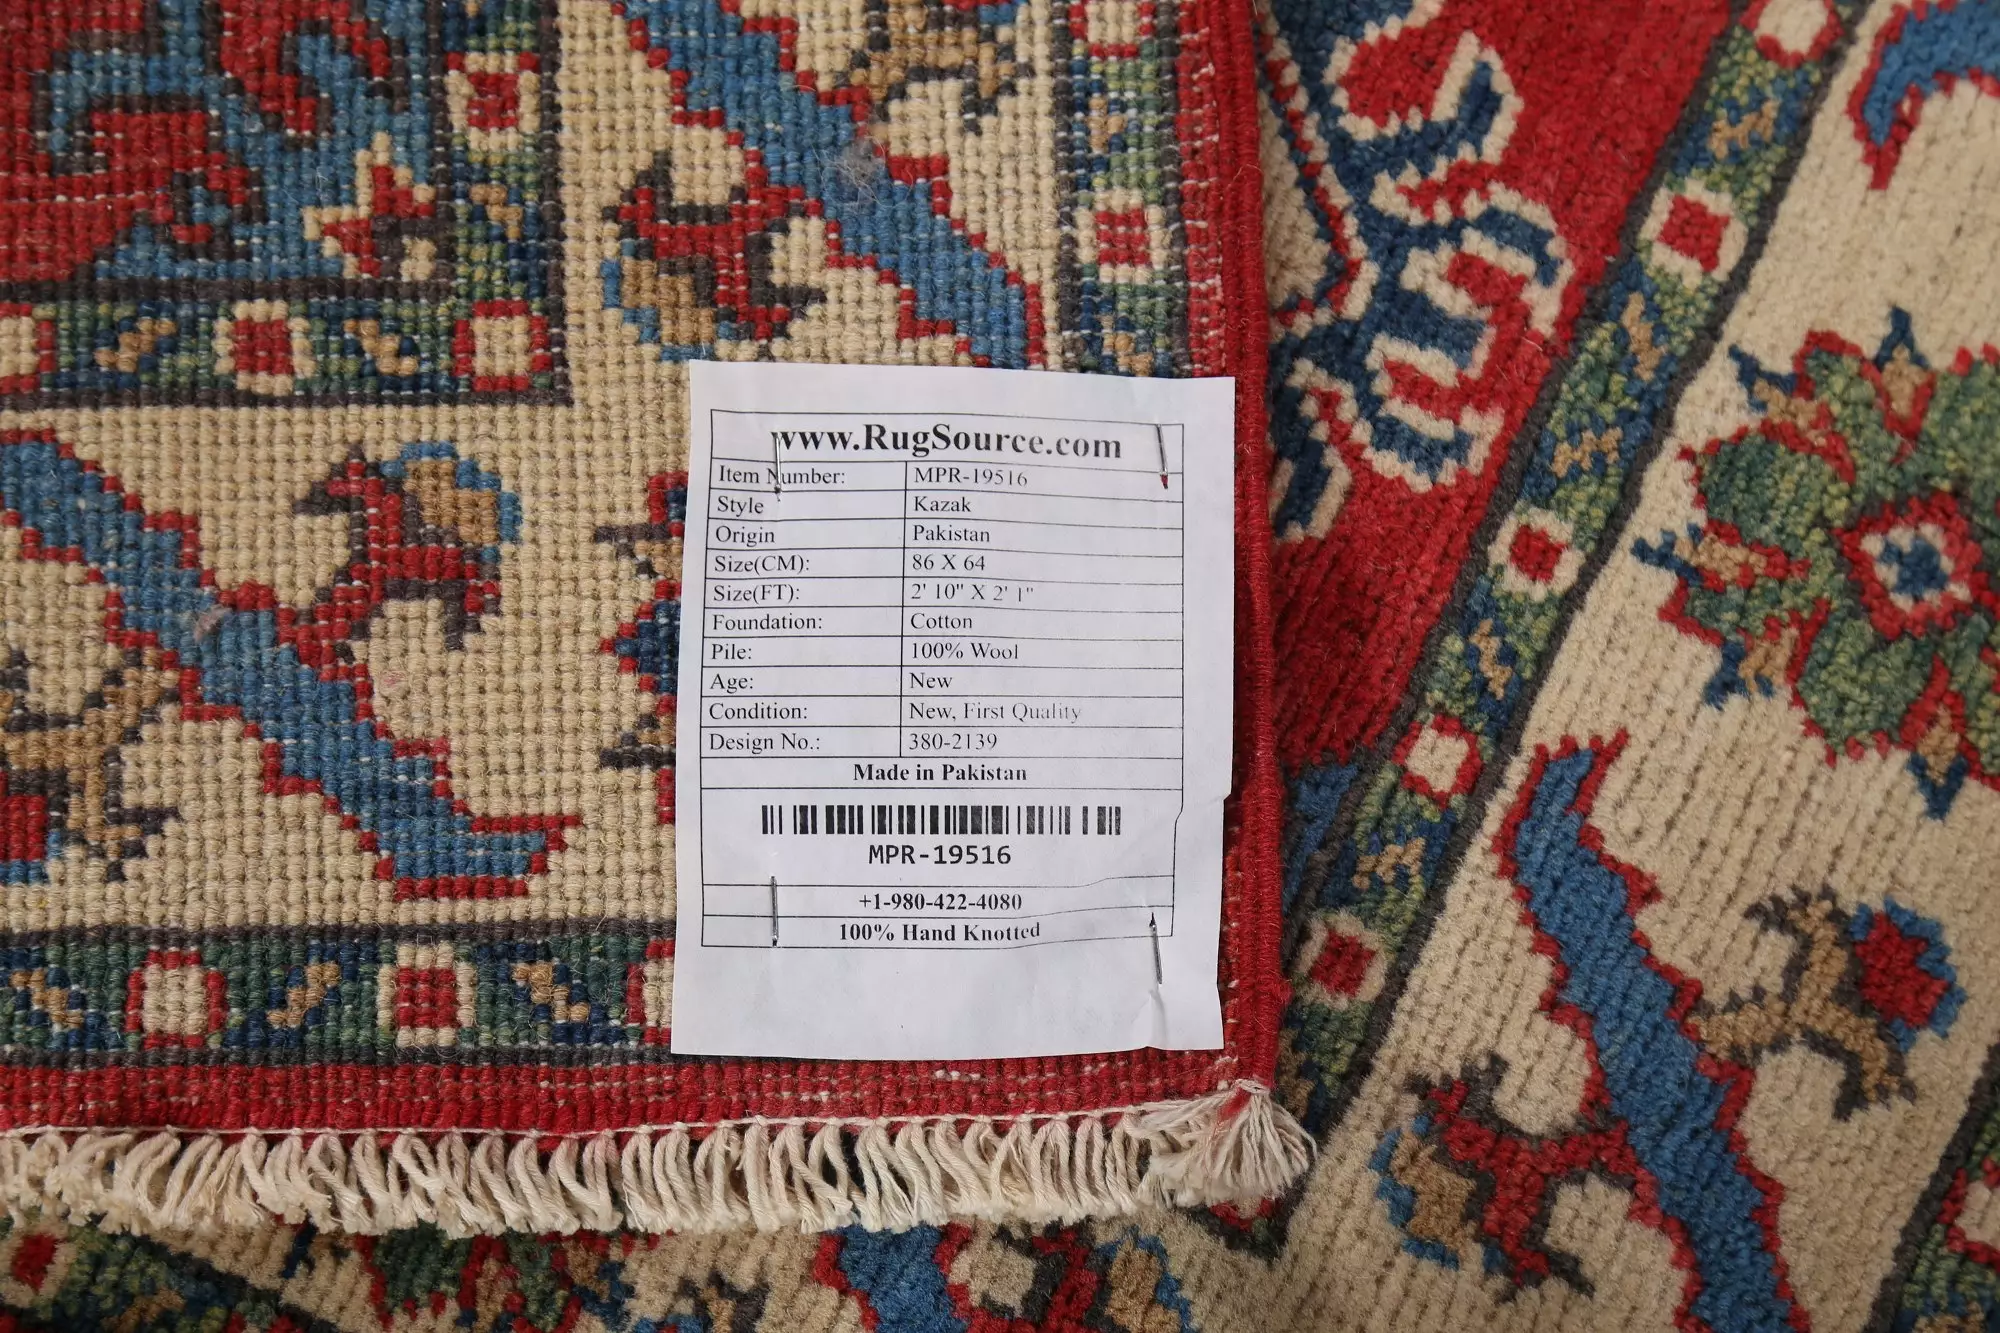 www.RugSource.com
Item Number: MPR-19516
Style Kazak
Origin Pakistan
Size(CM): 86 X 64
Size(FT): 2' 10" X 2' 1"
Foundation: Cotton
Pile: 100% Wool
Age: New
Condition: New, First Quality
Design No.: 380-2139
Made in Pakistan
MPR-19516
+1-980-422-4080
100% Hand Knotted